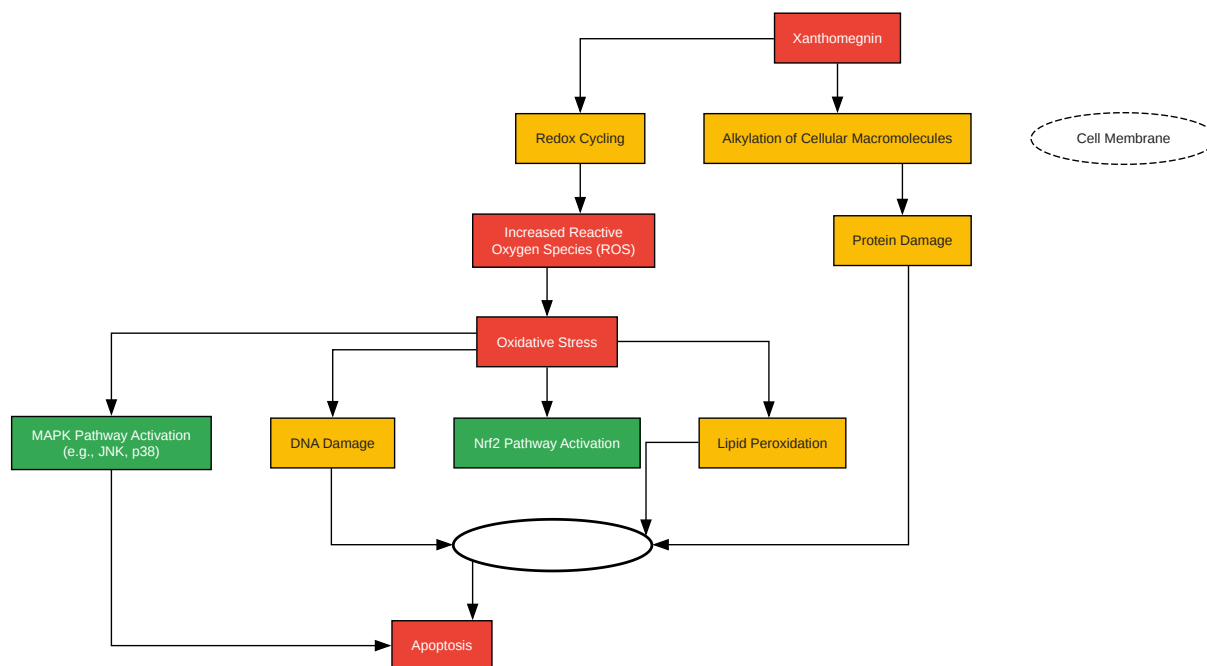 Xanthomegnin
Redox Cycling
Alkylation of Cellular Macromolecules
Cell Membrane
Increased Reactive
Oxygen Species (ROS)
Protein Damage
Oxidative Stress
MAPK Pathway Activation
(e.g., JNK, p38)
DNA Damage
Nrf2 Pathway Activation
Lipid Peroxidation
Apoptosis